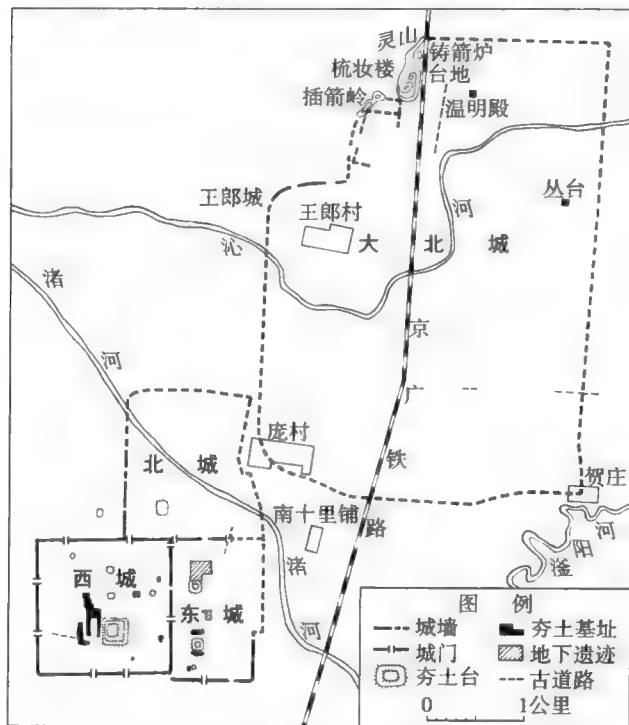 灵山
铸箭炉
梳妆楼
台地
插箭岭
温明殿
王郎城
王郎村
丛台
大北城
沁河
渚河
京广铁路
庞村
北城
贺庄
南十里铺
渚河
滏阳河
西城
东城
图例
城墙
夯土基址
城门
地下遗迹
夯土台
古道路
0 1
公里